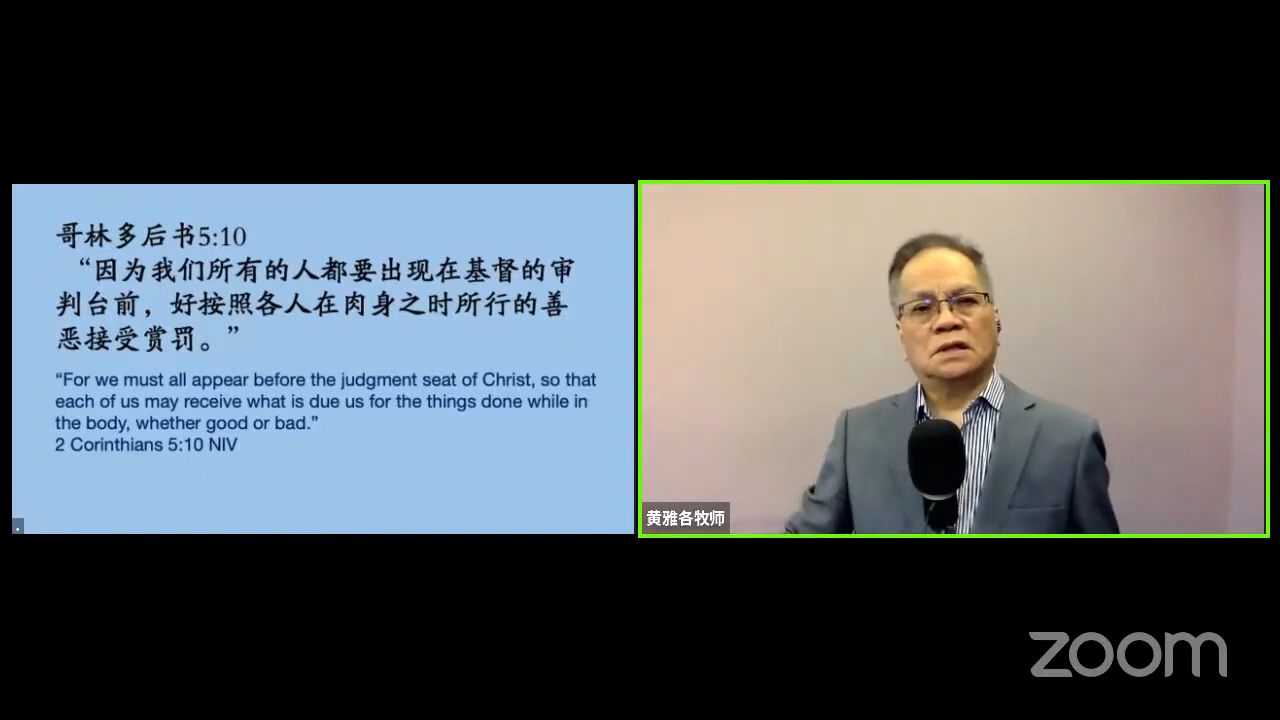 哥林多后书5:10
“因为我们所有的人都要出现在基督的审
判台前，好按照各人在肉身之时所行的善
恶接受赏罚。”
“For we must all appear before the judgment seat of Christ, so that
each of us may receive what is due us for the things done while in
the body, whether good or bad.”
2 Corinthians 5:10 NIV
.
黄雅各牧师
zoom